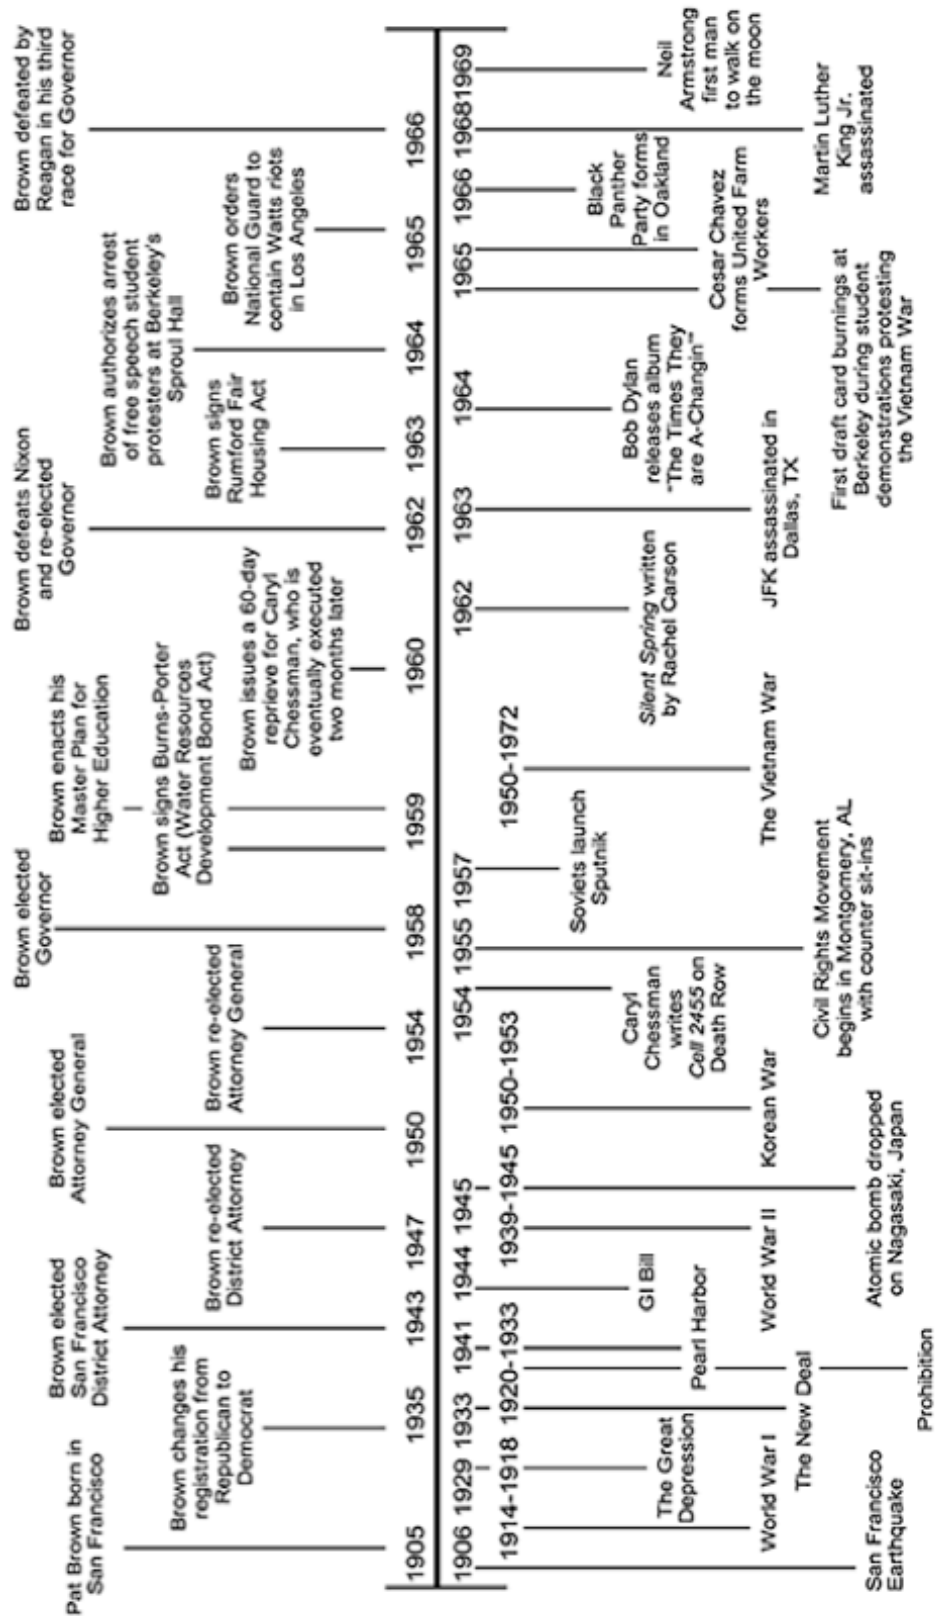 Pat Brown born in
San Francisco
Brown changes his
registration from
Republican to
Democrat
Brown elected
San Francisco
District Attorney
Brown re-elected
District Attorney
Brown elected
Attorney General
Brown re-elected
Attorney General
Brown elected
Governor
Brown enacts his
Master Plan for
Higher Education
Brown signs Burns-Porter
Act (Water Resources
Development Bond Act)
Brown issues a 60-day
reprieve for Caryl
Chessman, who is
eventually executed
two months later
Brown defeats Nixon
and re-elected
Governor
Brown signs
Rumford Fair
Housing Act
Brown authorizes arrest
of free speech student
protesters at Berkeley's
Sproul Hall
Brown orders
National Guard to
contain Watts riots
in Los Angeles
Brown defeated by
Reagan in his third
race for Governor
1905 1935 1943 1947 1950 1954 1958 1959 1960 1962 1963 1964 1965 1966
1906 1929 1933 1941 1944 1945 1954 1955 1957 1962 1963 1964 1965 1966 1968 1969
1914-1918 1920-1933 1939-1945 1950-1953 1950-1972
San Francisco
Earthquake
World War I
The Great
Depression
The New Deal
Prohibition
Pearl Harbor
GI Bill
World War II
Atomic bomb dropped
on Nagasaki, Japan
Korean War
Caryl
Chessman
writes
Cell 2455 on
Death Row
Civil Rights Movement
begins in Montgomery, AL
with counter sit-ins
Soviets launch
Sputnik
The Vietnam War
Silent Spring written
by Rachel Carson
JFK assassinated in
Dallas, TX
Bob Dylan
releases album
"The Times They
are A-Changin'"
First draft card burnings at
Berkeley during student
demonstrations protesting
the Vietnam War
Cesar Chavez
forms United Farm
Workers
Black
Panther
Party forms
in Oakland
Martin Luther
King Jr.
assassinated
Neil
Armstrong
first man
to walk on
the moon